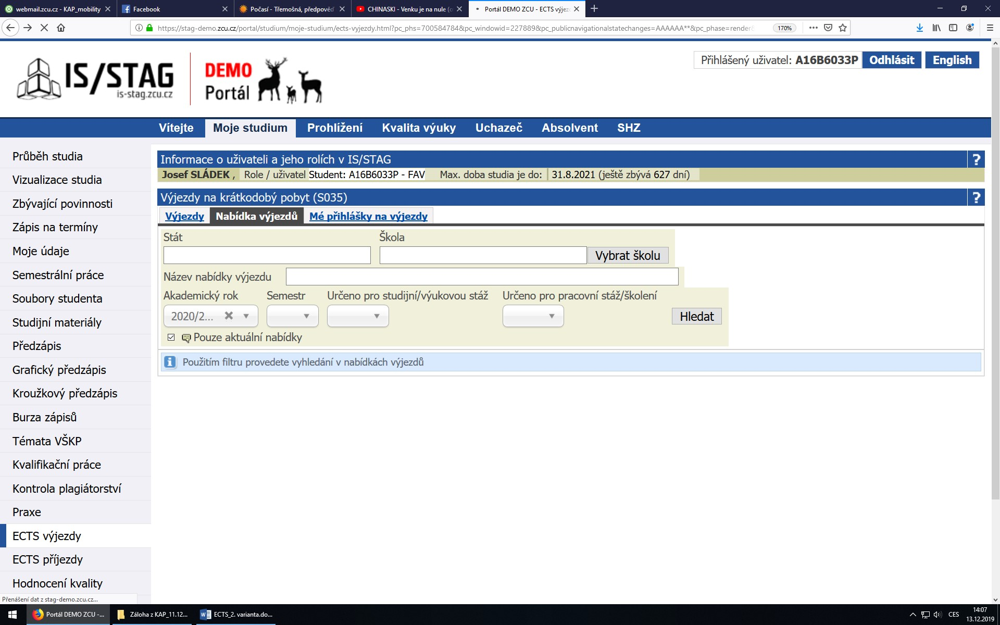 webmail.zcu.cz - KAP_mobility
Facebook
Počasí - Třemošná, předpověď
CHINASKI - Venku je na nule (o
Portál DEMO ZCU - ECTS výjez
https://stag-demo.zcu.cz/portal/studium/moje-studium/ects-vyjezdy.html?pc_phs=700584784&pc_windowid=227889&pc_publicnavigationalstatechanges=AAAAAA**&pc_phase=render&
170%
IS/STAG
is-stag.zcu.cz
DEMO
Portál
Přihlášený uživatel: A16B6033P
Odhlásit
English
Vítejte
Moje studium
Prohlížení
Kvalita výuky
Uchazeč
Absolvent
SHZ
Průběh studia
Vizualizace studia
Zbývající povinnosti
Zápis na termíny
Moje údaje
Semestrální práce
Soubory studenta
Studijní materiály
Předzápis
Grafický předzápis
Kroužkový předzápis
Burza zápisů
Témata VŠKP
Kvalifikační práce
Kontrola plagiátorství
Praxe
ECTS výjezdy
ECTS příjezdy
Hodnocení kvality
Informace o uživateli a jeho rolích v IS/STAG
?
Josef SLÁDEK , Role / uživatel Student: A16B6033P - FAV Max. doba studia je do: 31.8.2021 (ještě zbývá 627 dní)
Výjezdy na krátkodobý pobyt (S035)
?
Výjezdy
Nabídka výjezdů
Mé přihlášky na výjezdy
Stát
Škola
Vybrat školu
Název nabídky výjezdu
Akademický rok
Semestr
Určeno pro studijní/výukovou stáž
Určeno pro pracovní stáž/školení
2020/2...
Hledat
Pouze aktuální nabídky
Použitím filtru provedete vyhledání v nabídkách výjezdů
Přenášení dat z stag-demo.zcu.cz...
Portál DEMO ZCU -...
Záloha z KAP_11.12...
ECTS_2. varianta.do...
CES
14:07
13.12.2019